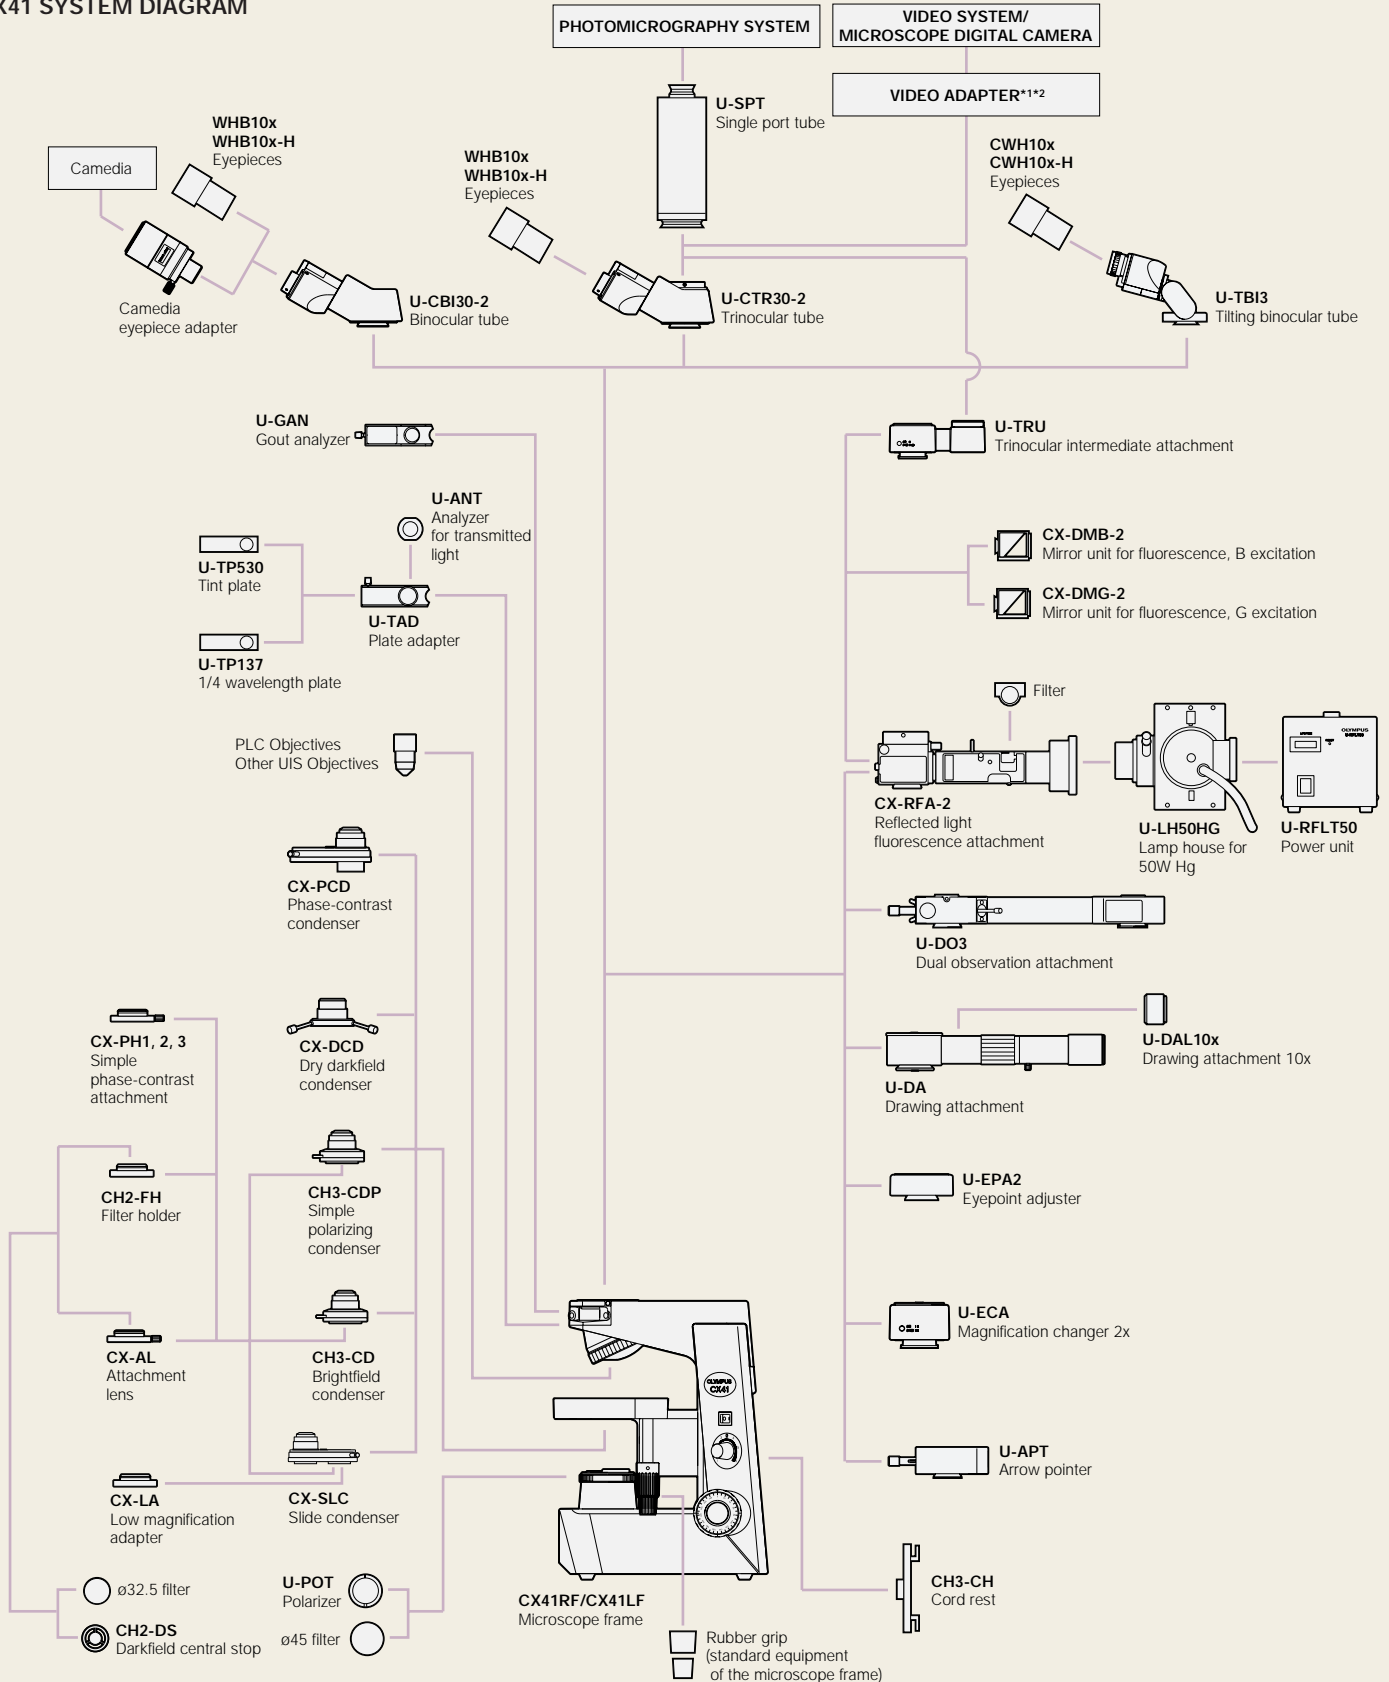 X41 SYSTEM DIAGRAM
PHOTOMICROGRAPHY SYSTEM
VIDEO SYSTEM/
MICROSCOPE DIGITAL CAMERA
VIDEO ADAPTER*1*2
U-SPT
Single port tube
WHB10x
WHB10x-H
Eyepieces
Camedia
WHB10x
WHB10x-H
Eyepieces
CWH10x
CWH10x-H
Eyepieces
Camedia
eyepiece adapter
U-CBI30-2
Binocular tube
U-CTR30-2
Trinocular tube
U-TBI3
Tilting binocular tube
U-GAN
Gout analyzer
U-TRU
Trinocular intermediate attachment
U-ANT
Analyzer
for transmitted
light
U-TP530
Tint plate
CX-DMB-2
Mirror unit for fluorescence, B excitation
CX-DMG-2
Mirror unit for fluorescence, G excitation
U-TAD
Plate adapter
U-TP137
1/4 wavelength plate
Filter
PLC Objectives
Other UIS Objectives
OLYMPUS
CX-RFA-2
Reflected light
fluorescence attachment
U-LH50HG
Lamp house for
50W Hg
U-RFLT50
Power unit
CX-PCD
Phase-contrast
condenser
U-DO3
Dual observation attachment
CX-PH1, 2, 3
Simple
phase-contrast
attachment
CX-DCD
Dry darkfield
condenser
U-DAL10x
Drawing attachment 10x
U-DA
Drawing attachment
CH2-FH
Filter holder
CH3-CDP
Simple
polarizing
condenser
U-EPA2
Eyepoint adjuster
U-ECA
Magnification changer 2x
CX-AL
Attachment
lens
CH3-CD
Brightfield
condenser
OLYMPUS
CX41
U-APT
Arrow pointer
CX-LA
Low magnification
adapter
CX-SLC
Slide condenser
ø32.5 filter
CH2-DS
Darkfield central stop
U-POT
Polarizer
ø45 filter
CX41RF/CX41LF
Microscope frame
CH3-CH
Cord rest
Rubber grip
(standard equipment
of the microscope frame)